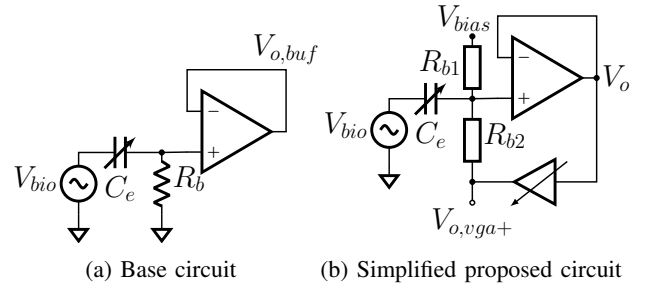 V_{o,buf}
−
+
V_{bio}
C_e
R_b
(a) Base circuit
V_{bias}
R_{b1}
−
+
V_o
V_{bio}
C_e
R_{b2}
V_{o,vga+}
(b) Simplified proposed circuit